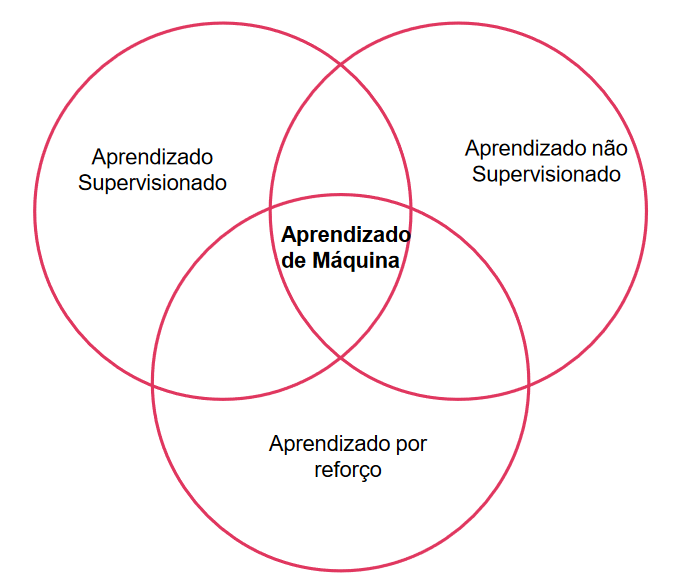 Aprendizado
Supervisionado
Aprendizado não
Supervisionado
Aprendizado
de Máquina
Aprendizado por
reforço